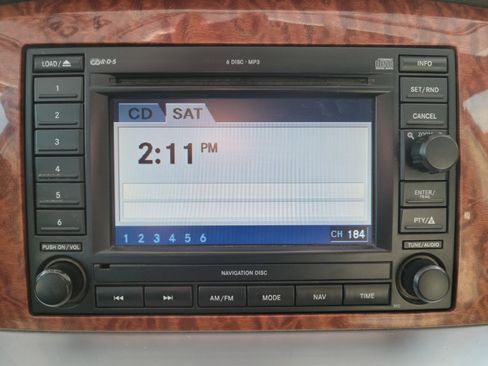 LOAD/
R·D·S
6 DISC · MP3
INFO
1
2
3
4
5
6
SET/RND
CANCEL
ZOOM
ENTER/
PTY/
CD SAT
2:11 PM
1 2 3 4 5 6
CH 184
PUSH ON/VOL
TUNE/AUDIO
NAVIGATION DISC
AM/FM
MODE
NAV
TIME